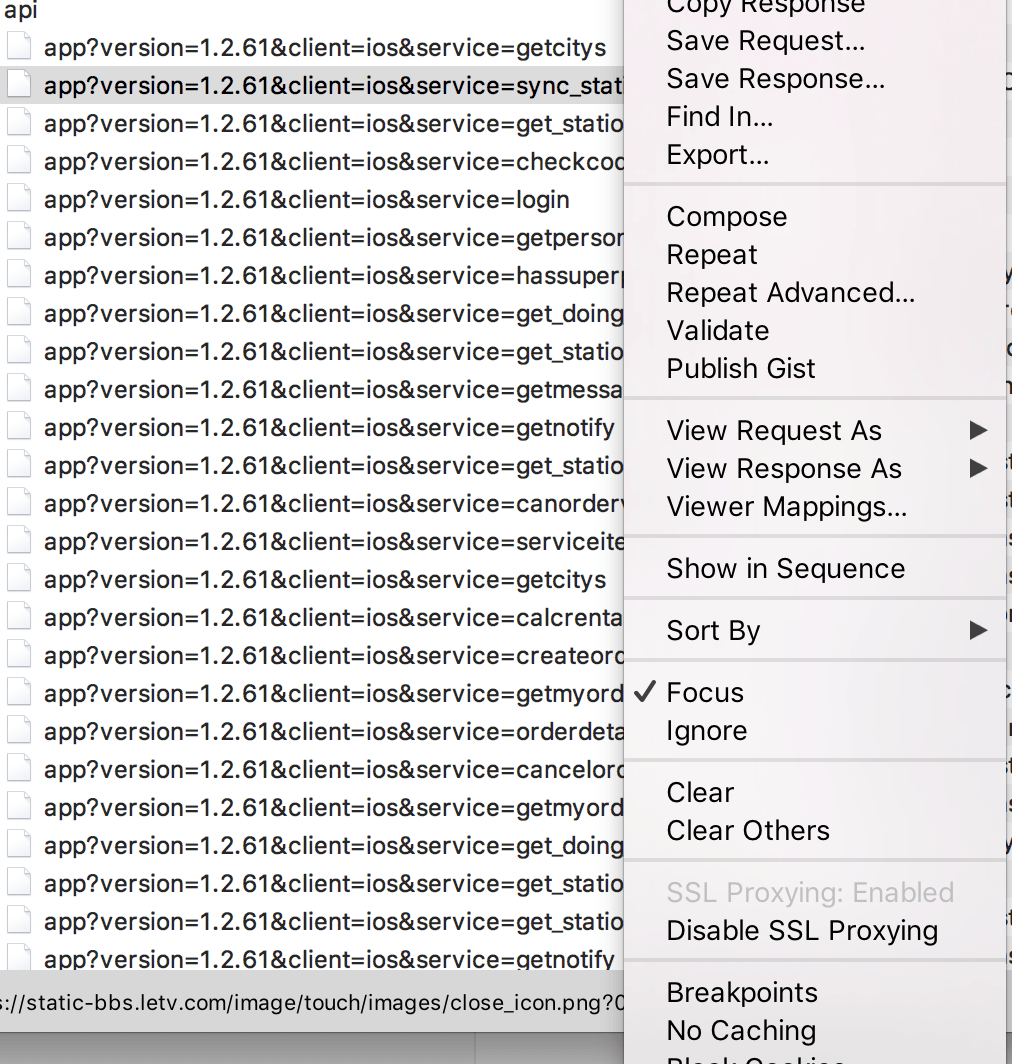 api
app?version=1.2.61&client=ios&service=getcitys
app?version=1.2.61&client=ios&service=sync_stat
app?version=1.2.61&client=ios&service=get_statio
app?version=1.2.61&client=ios&service=checkcod
app?version=1.2.61&client=ios&service=login
app?version=1.2.61&client=ios&service=getperson
app?version=1.2.61&client=ios&service=hassuperp
app?version=1.2.61&client=ios&service=get_doing
app?version=1.2.61&client=ios&service=get_statio
app?version=1.2.61&client=ios&service=getmessa
app?version=1.2.61&client=ios&service=getnotify
app?version=1.2.61&client=ios&service=get_statio
app?version=1.2.61&client=ios&service=canorderv
app?version=1.2.61&client=ios&service=serviceite
app?version=1.2.61&client=ios&service=getcitys
app?version=1.2.61&client=ios&service=calcrenta
app?version=1.2.61&client=ios&service=createord
app?version=1.2.61&client=ios&service=getmyord
app?version=1.2.61&client=ios&service=orderdeta
app?version=1.2.61&client=ios&service=cancelord
app?version=1.2.61&client=ios&service=getmyord
app?version=1.2.61&client=ios&service=get_doing
app?version=1.2.61&client=ios&service=get_statio
app?version=1.2.61&client=ios&service=get_statio
app?version=1.2.61&client=ios&service=getnotify
s://static-bbs.letv.com/image/touch/images/close_icon.png?0
Copy Response
Save Request...
Save Response...
Find In...
Export...
Compose
Repeat
Repeat Advanced...
Validate
Publish Gist
View Request As
View Response As
Viewer Mappings...
Show in Sequence
Sort By
Focus
Ignore
Clear
Clear Others
SSL Proxying: Enabled
Disable SSL Proxying
Breakpoints
No Caching
Block Cookies